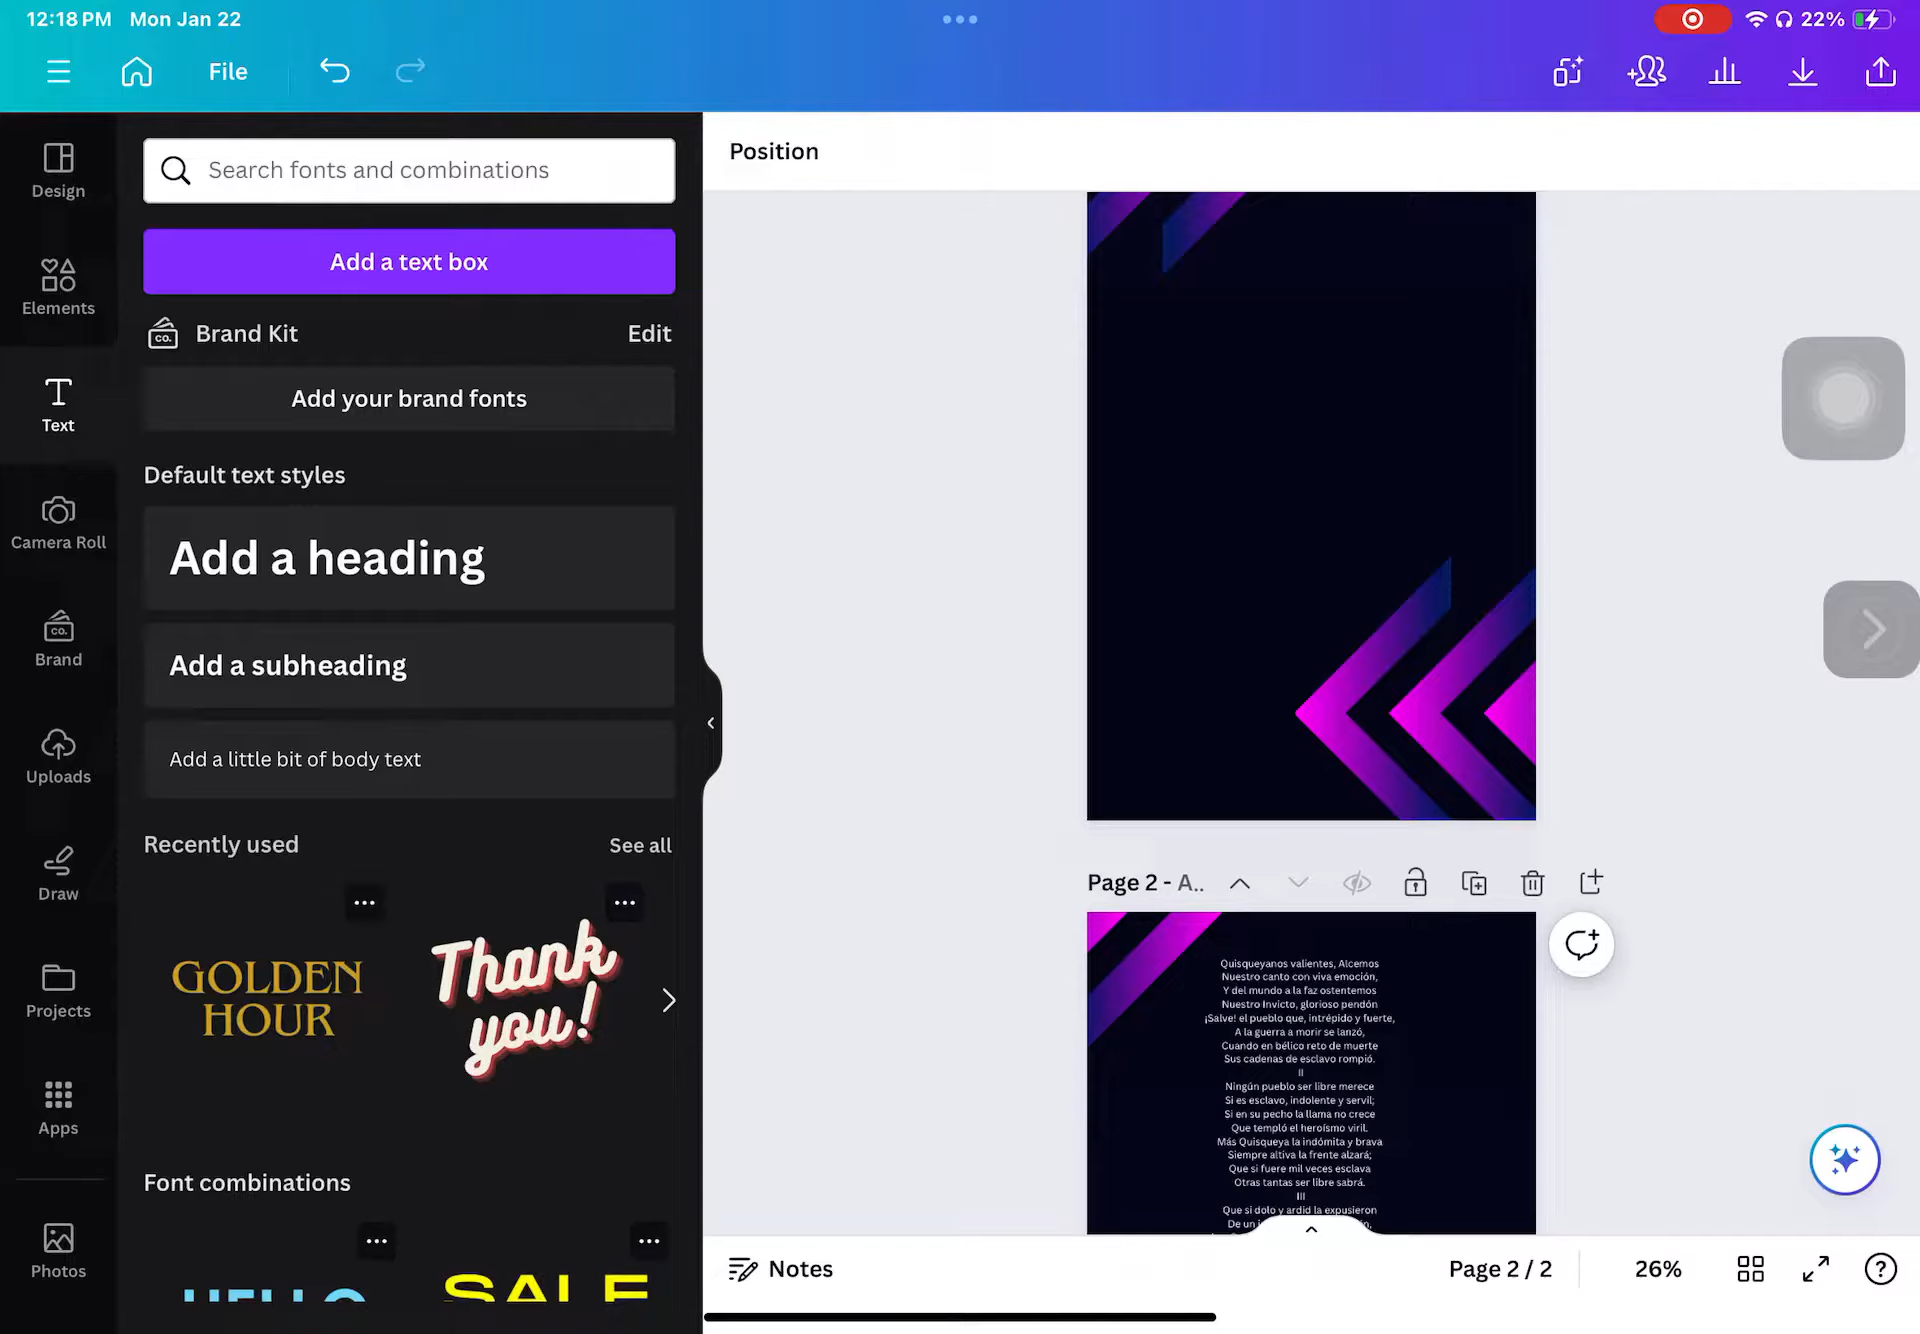 12:18 PM Mon Jan 22
22%
File
Position
Design
Elements
Text
Camera Roll
Brand
Uploads
Draw
Projects
Apps
Photos
Search fonts and combinations
Add a text box
CO.
Brand Kit
Edit
Add your brand fonts
Default text styles
Add a heading
Add a subheading
Add a little bit of body text
Recently used
See all
GOLDEN
HOUR
Thank
you!
Font combinations
HELLO
SALE
Page 2 - A..
Quisqueyanos valientes, Alcemos
Nuestro canto con viva emoción,
Y del mundo a la faz ostentemos
Nuestro Invicto, glorioso pendón
¡Salve! el pueblo que, intrépido y fuerte,
A la guerra a morir se lanzó,
Cuando en bélico reto de muerte
Sus cadenas de esclavo rompió.
II
Ningún pueblo ser libre merece
Si es esclavo, indolente y servil;
Si en su pecho la llama no crece
Que templó el heroísmo viril.
Más Quisqueya la indómita y brava
Siempre altiva la frente alzará;
Que si fuere mil veces esclava
Otras tantas ser libre sabrá.
III
Que si dolo y ardid la expusieron
De un
Notes
Page 2 / 2
26%